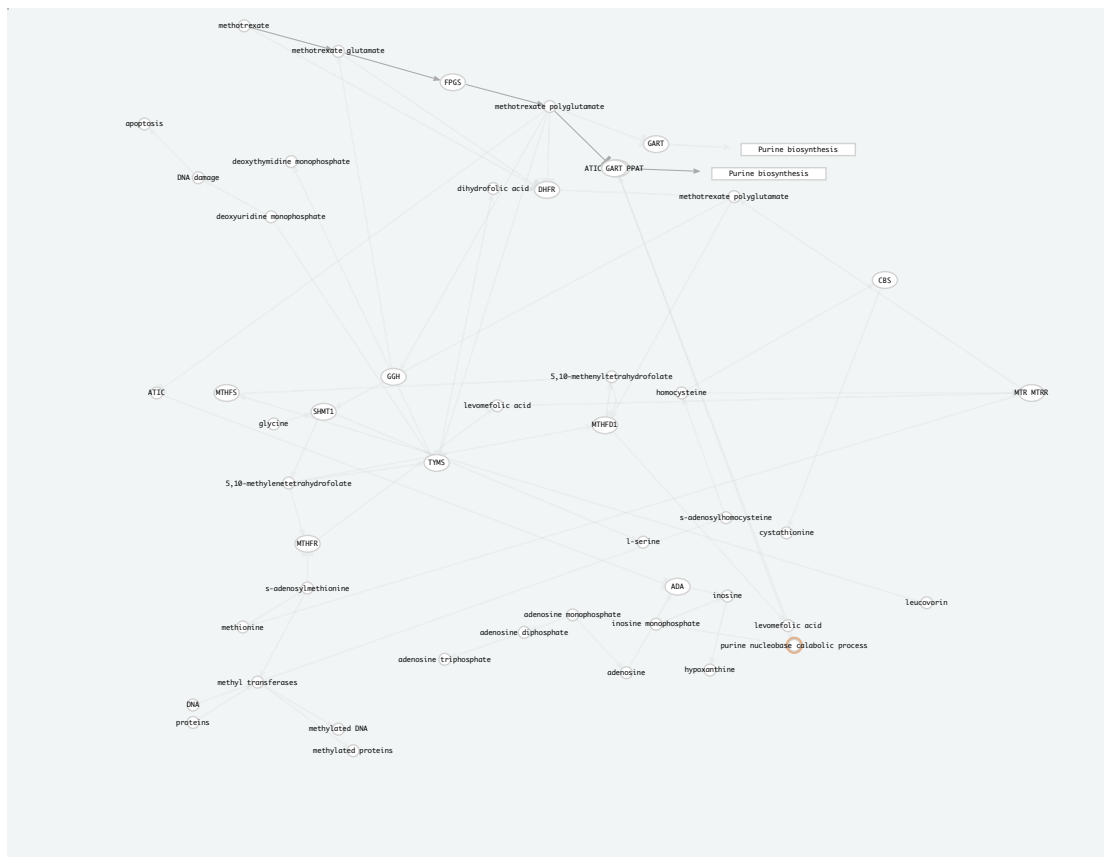 methotrexate
methotrexate glutamate
FPGS
methotrexate polyglutamate
apoptosis
GART
Purine biosynthesis
deoxythymidine monophosphate
ATIC GART PPAT
Purine biosynthesis
DNA damage
dihydrofolic acid
DHFR
methotrexate polyglutamate
deoxyuridine monophosphate
CBS
GGH
5,10-methenyltetrahydrofolate
ATIC
MTHFS
homocysteine
MTR MTRR
levomefolic acid
SHMT1
glycine
MTHFD1
TYMS
5,10-methylenetetrahydrofolate
s-adenosylhomocysteine
cystathionine
l-serine
MTHFR
s-adenosylmethionine
ADA
inosine
leucovorin
adenosine monophosphate
inosine monophosphate
levomefolic acid
methionine
adenosine diphosphate
purine nucleobase calabolic process
adenosine triphosphate
adenosine
hypoxanthine
methyl transferases
DNA
proteins
methylated DNA
methylated proteins